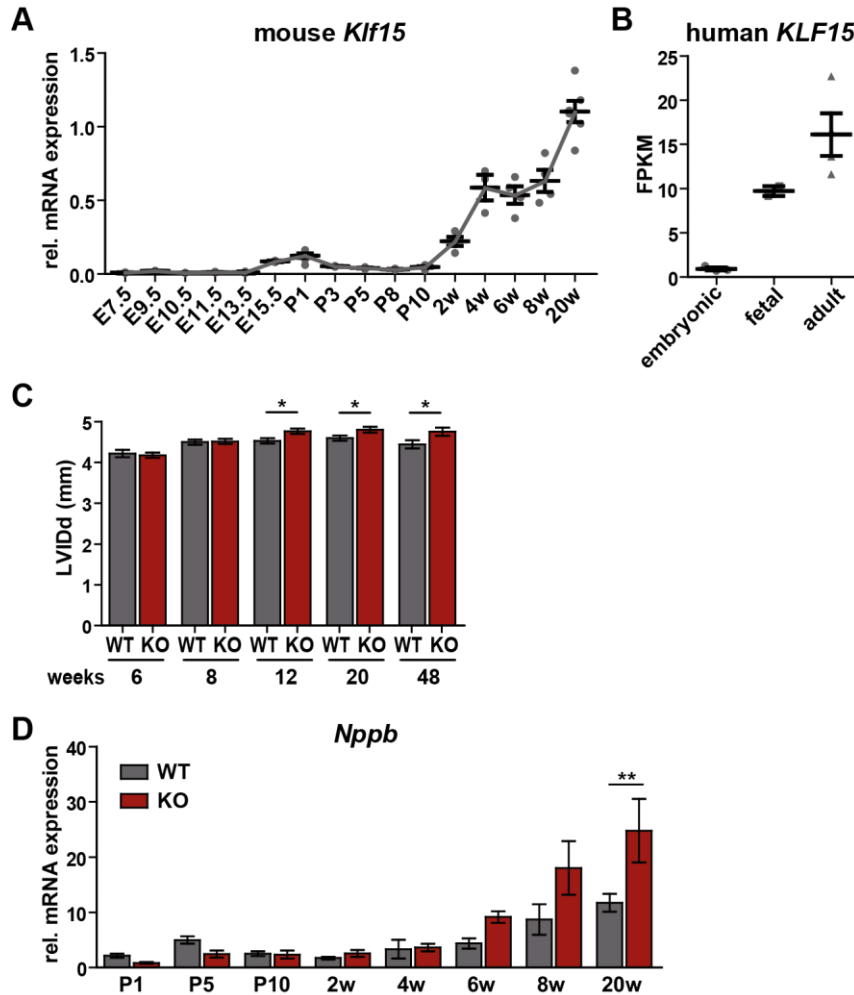 A
mouse Klf15
rel. mRNA expression
1.5
1.0
0.5
0.0
E7.5
E9.5
E10.5
E11.5
E13.5
E15.5
P1
P3
P5
P8
P10
2w
4w
6w
8w
20w
B
human KLF15
FPKM
25
20
15
10
5
0
embryonic
fetal
adult
C
LVIDd (mm)
5
4
3
2
1
0
* * *
WT KO WT KO WT KO WT KO WT KO
weeks 6 8 12 20 48
D
Nppb
rel. mRNA expression
40
30
20
10
0
WT
KO
**
P1 P5 P10 2w 4w 6w 8w 20w